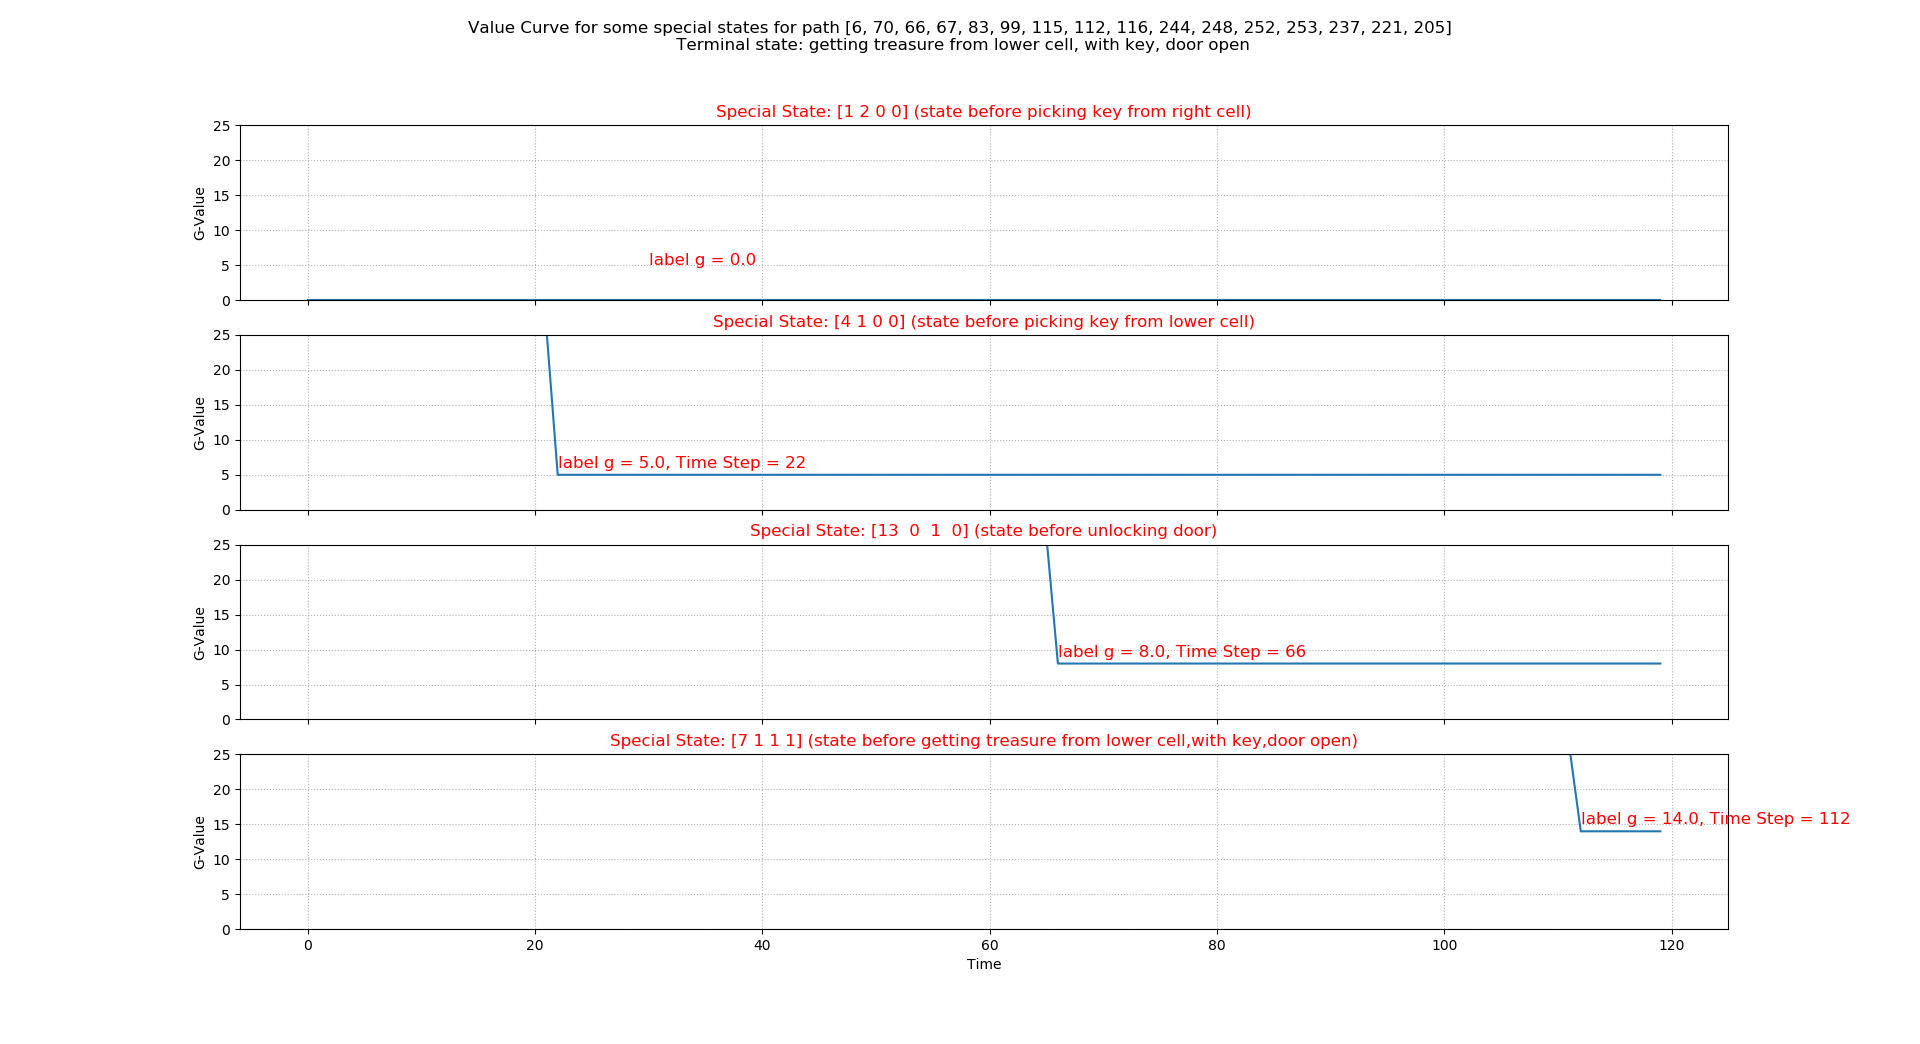 Value Curve for some special states for path [6, 70, 66, 67, 83, 99, 115, 112, 116, 244, 248, 252, 253, 237, 221, 205]
Terminal state: getting treasure from lower cell, with key, door open
Special State: [1 2 0 0] (state before picking key from right cell)
25
20
15
10
5
0
G-Value
label g = 0.0
Special State: [4 1 0 0] (state before picking key from lower cell)
25
20
15
10
5
0
G-Value
label g = 5.0, Time Step = 22
Special State: [13  0  1  0] (state before unlocking door)
25
20
15
10
5
0
G-Value
label g = 8.0, Time Step = 66
Special State: [7 1 1 1] (state before getting treasure from lower cell,with key,door open)
25
20
15
10
5
0
G-Value
label g = 14.0, Time Step = 112
0 20 40 60 80 100 120
Time